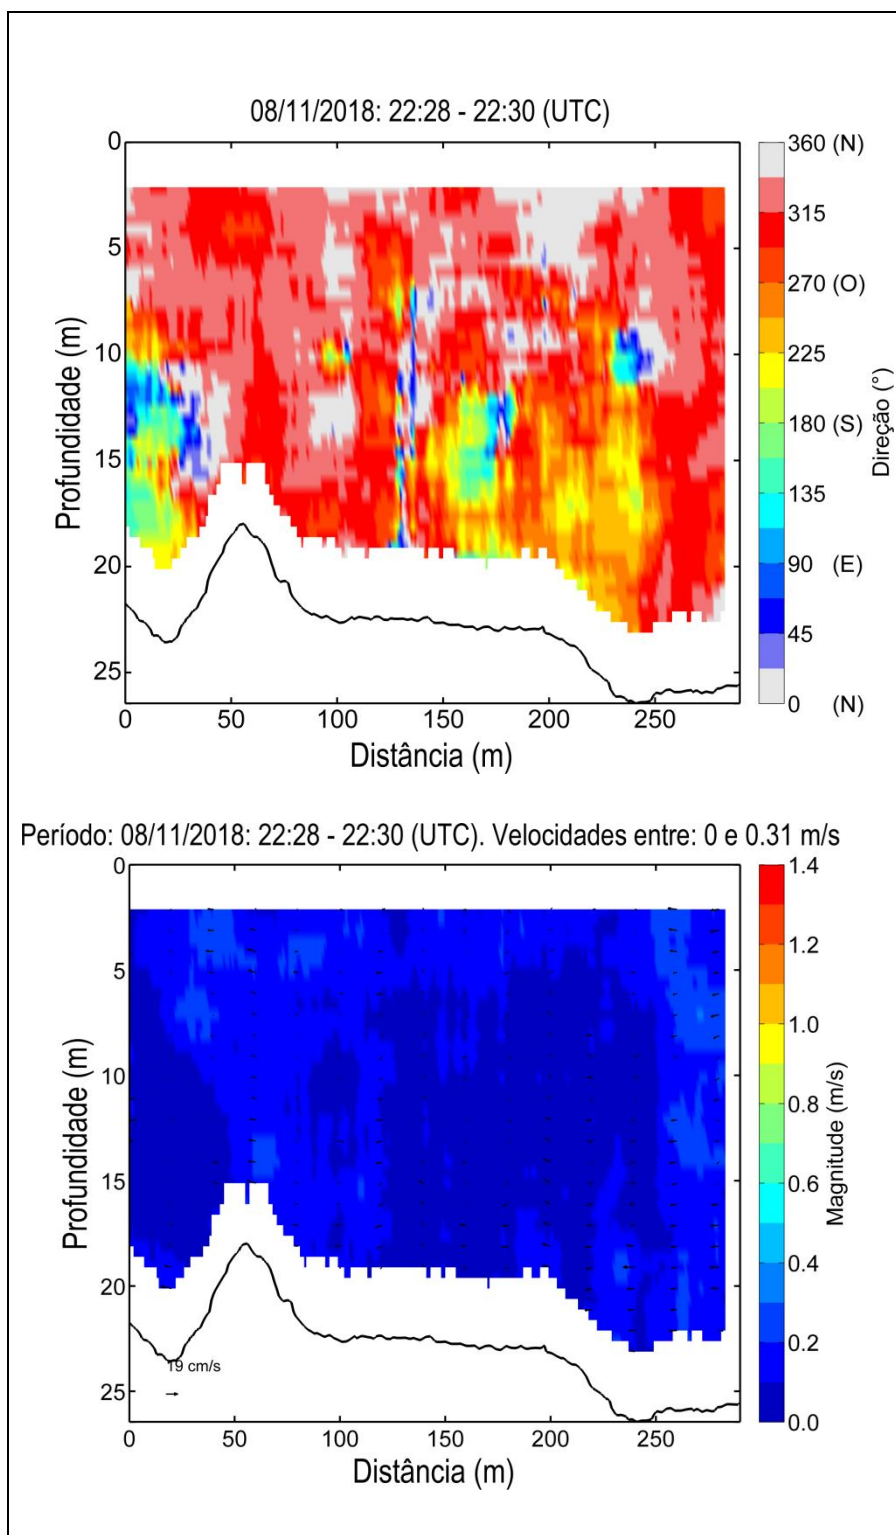 08/11/2018: 22:28 - 22:30 (UTC)
0
5
10
15
20
25
Profundidade (m)
0
50
100
150
200
250
Distância (m)
360 (N)
315
270 (O)
225
180 (S)
135
90 (E)
45
0 (N)
Direção (°)
Período: 08/11/2018: 22:28 - 22:30 (UTC). Velocidades entre: 0 e 0.31 m/s
0
5
10
15
20
25
Profundidade (m)
19 cm/s
0
50
100
150
200
250
Distância (m)
1.4
1.2
1.0
0.8
0.6
0.4
0.2
0.0
Magnitude (m/s)